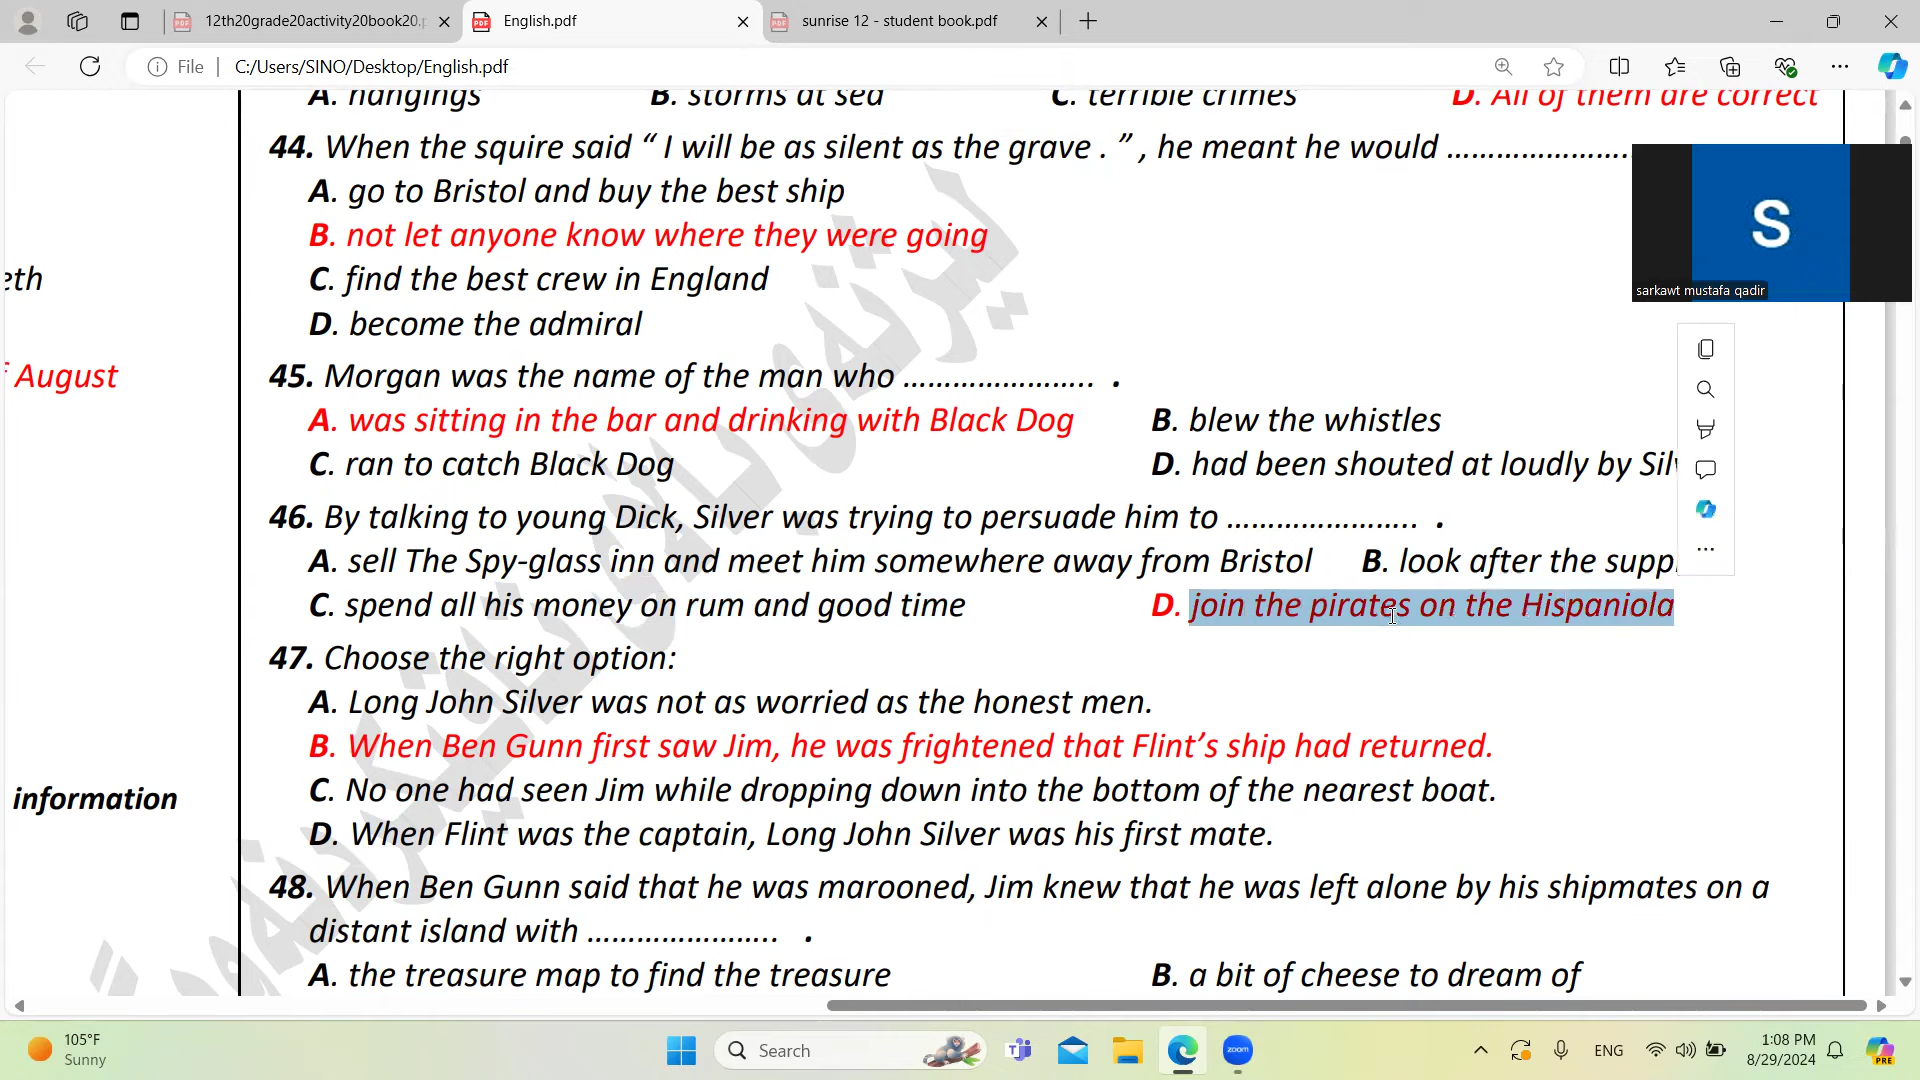 12th20grade20activity20book20.p
English.pdf
sunrise 12 - student book.pdf
File
C:/Users/SINO/Desktop/English.pdf
A. hangings B. storms at sea C. terrible crimes D. All of them are correct
44. When the squire said “ I will be as silent as the grave . ” , he meant he would ……………………
A. go to Bristol and buy the best ship
B. not let anyone know where they were going
eth
C. find the best crew in England
D. become the admiral
August
45. Morgan was the name of the man who ………………….. .
A. was sitting in the bar and drinking with Black Dog B. blew the whistles
C. ran to catch Black Dog D. had been shouted at loudly by Sil
46. By talking to young Dick, Silver was trying to persuade him to ………………….. .
A. sell The Spy-glass inn and meet him somewhere away from Bristol B. look after the supp
C. spend all his money on rum and good time D. join the pirates on the Hispaniola
47. Choose the right option:
A. Long John Silver was not as worried as the honest men.
B. When Ben Gunn first saw Jim, he was frightened that Flint’s ship had returned.
information
C. No one had seen Jim while dropping down into the bottom of the nearest boat.
D. When Flint was the captain, Long John Silver was his first mate.
48. When Ben Gunn said that he was marooned, Jim knew that he was left alone by his shipmates on a
distant island with ………………….. .
A. the treasure map to find the treasure B. a bit of cheese to dream of
S
sarkawt mustafa qadir
105°F
Sunny
Search
zoom
ENG
1:08 PM
8/29/2024
PRE